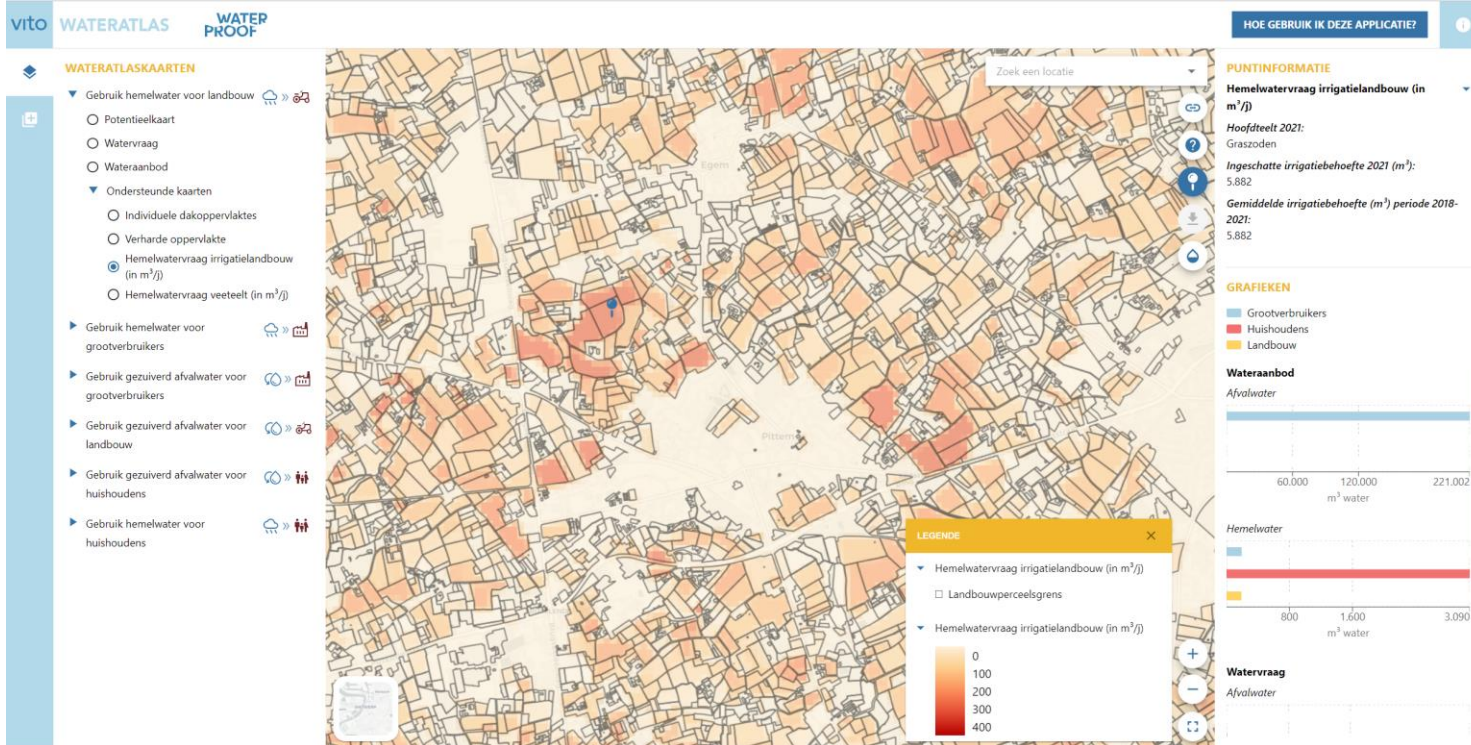 vito WATERATLAS WATER PROOF
HOE GEBRUIK IK DEZE APPLICATIE?
WATERATLASKAARTEN
Gebruik hemelwater voor landbouw
Potentieelkaart
Watervraag
Wateraanbod
Ondersteunde kaarten
Individuele dakoppervlaktes
Verharde oppervlakte
Hemelwatervraag irrigatielandbouw
(in m³/j)
Hemelwatervraag veeteelt (in m³/j)
Gebruik hemelwater voor
grootverbruikers
Gebruik gezuiverd afvalwater voor
grootverbruikers
Gebruik gezuiverd afvalwater voor
landbouw
Gebruik gezuiverd afvalwater voor
huishoudens
Gebruik hemelwater voor
huishoudens
Zoek een locatie
Egem
Pittem
LEGENDE
Hemelwatervraag irrigatielandbouw (in m³/j)
Landbouwperceelsgrens
Hemelwatervraag irrigatielandbouw (in m³/j)
0
100
200
300
400
PUNTINFORMATIE
Hemelwatervraag irrigatielandbouw (in
m³/j)
Hoofdteelt 2021:
Graszoden
Ingeschatte irrigatiebehoefte 2021 (m³):
5.882
Gemiddelde irrigatiebehoefte (m³) periode 2018-
2021:
5.882
GRAFIEKEN
Grootverbruikers
Huishoudens
Landbouw
Wateraanbod
Afvalwater
60.000 120.000 221.002
m³ water
Hemelwater
800 1.600 3.090
m³ water
Watervraag
Afvalwater